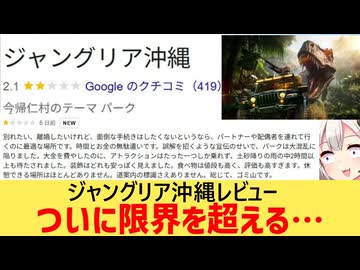 ジャングリア沖縄
2.1 ★★☆☆☆ Google のクチコミ（419）
今帰仁村のテーマ パーク
★☆☆☆☆ 6 日前 NEW
別れたい、離婚したいけれど、面倒な手続きはしたくないというなら、パートナーや配偶者を連れて行
くのに最適な場所です。時間とお金の無駄遣いです。誤解を招くような宣伝のせいで、パークは大混乱に
陥りました。大金を費やしたのに、アトラクションはたった一つしか乗れず、土砂降りの雨の中2時間以
上も待たされました。装飾はどれも安っぽく見えました。食べ物は値段も高く、評価も高すぎます。休
憩できる場所はほとんどありません。道案内の標識さえありません。総じて、ゴミ山です。
ジャングリア沖縄レビュー
ついに限界を超える…